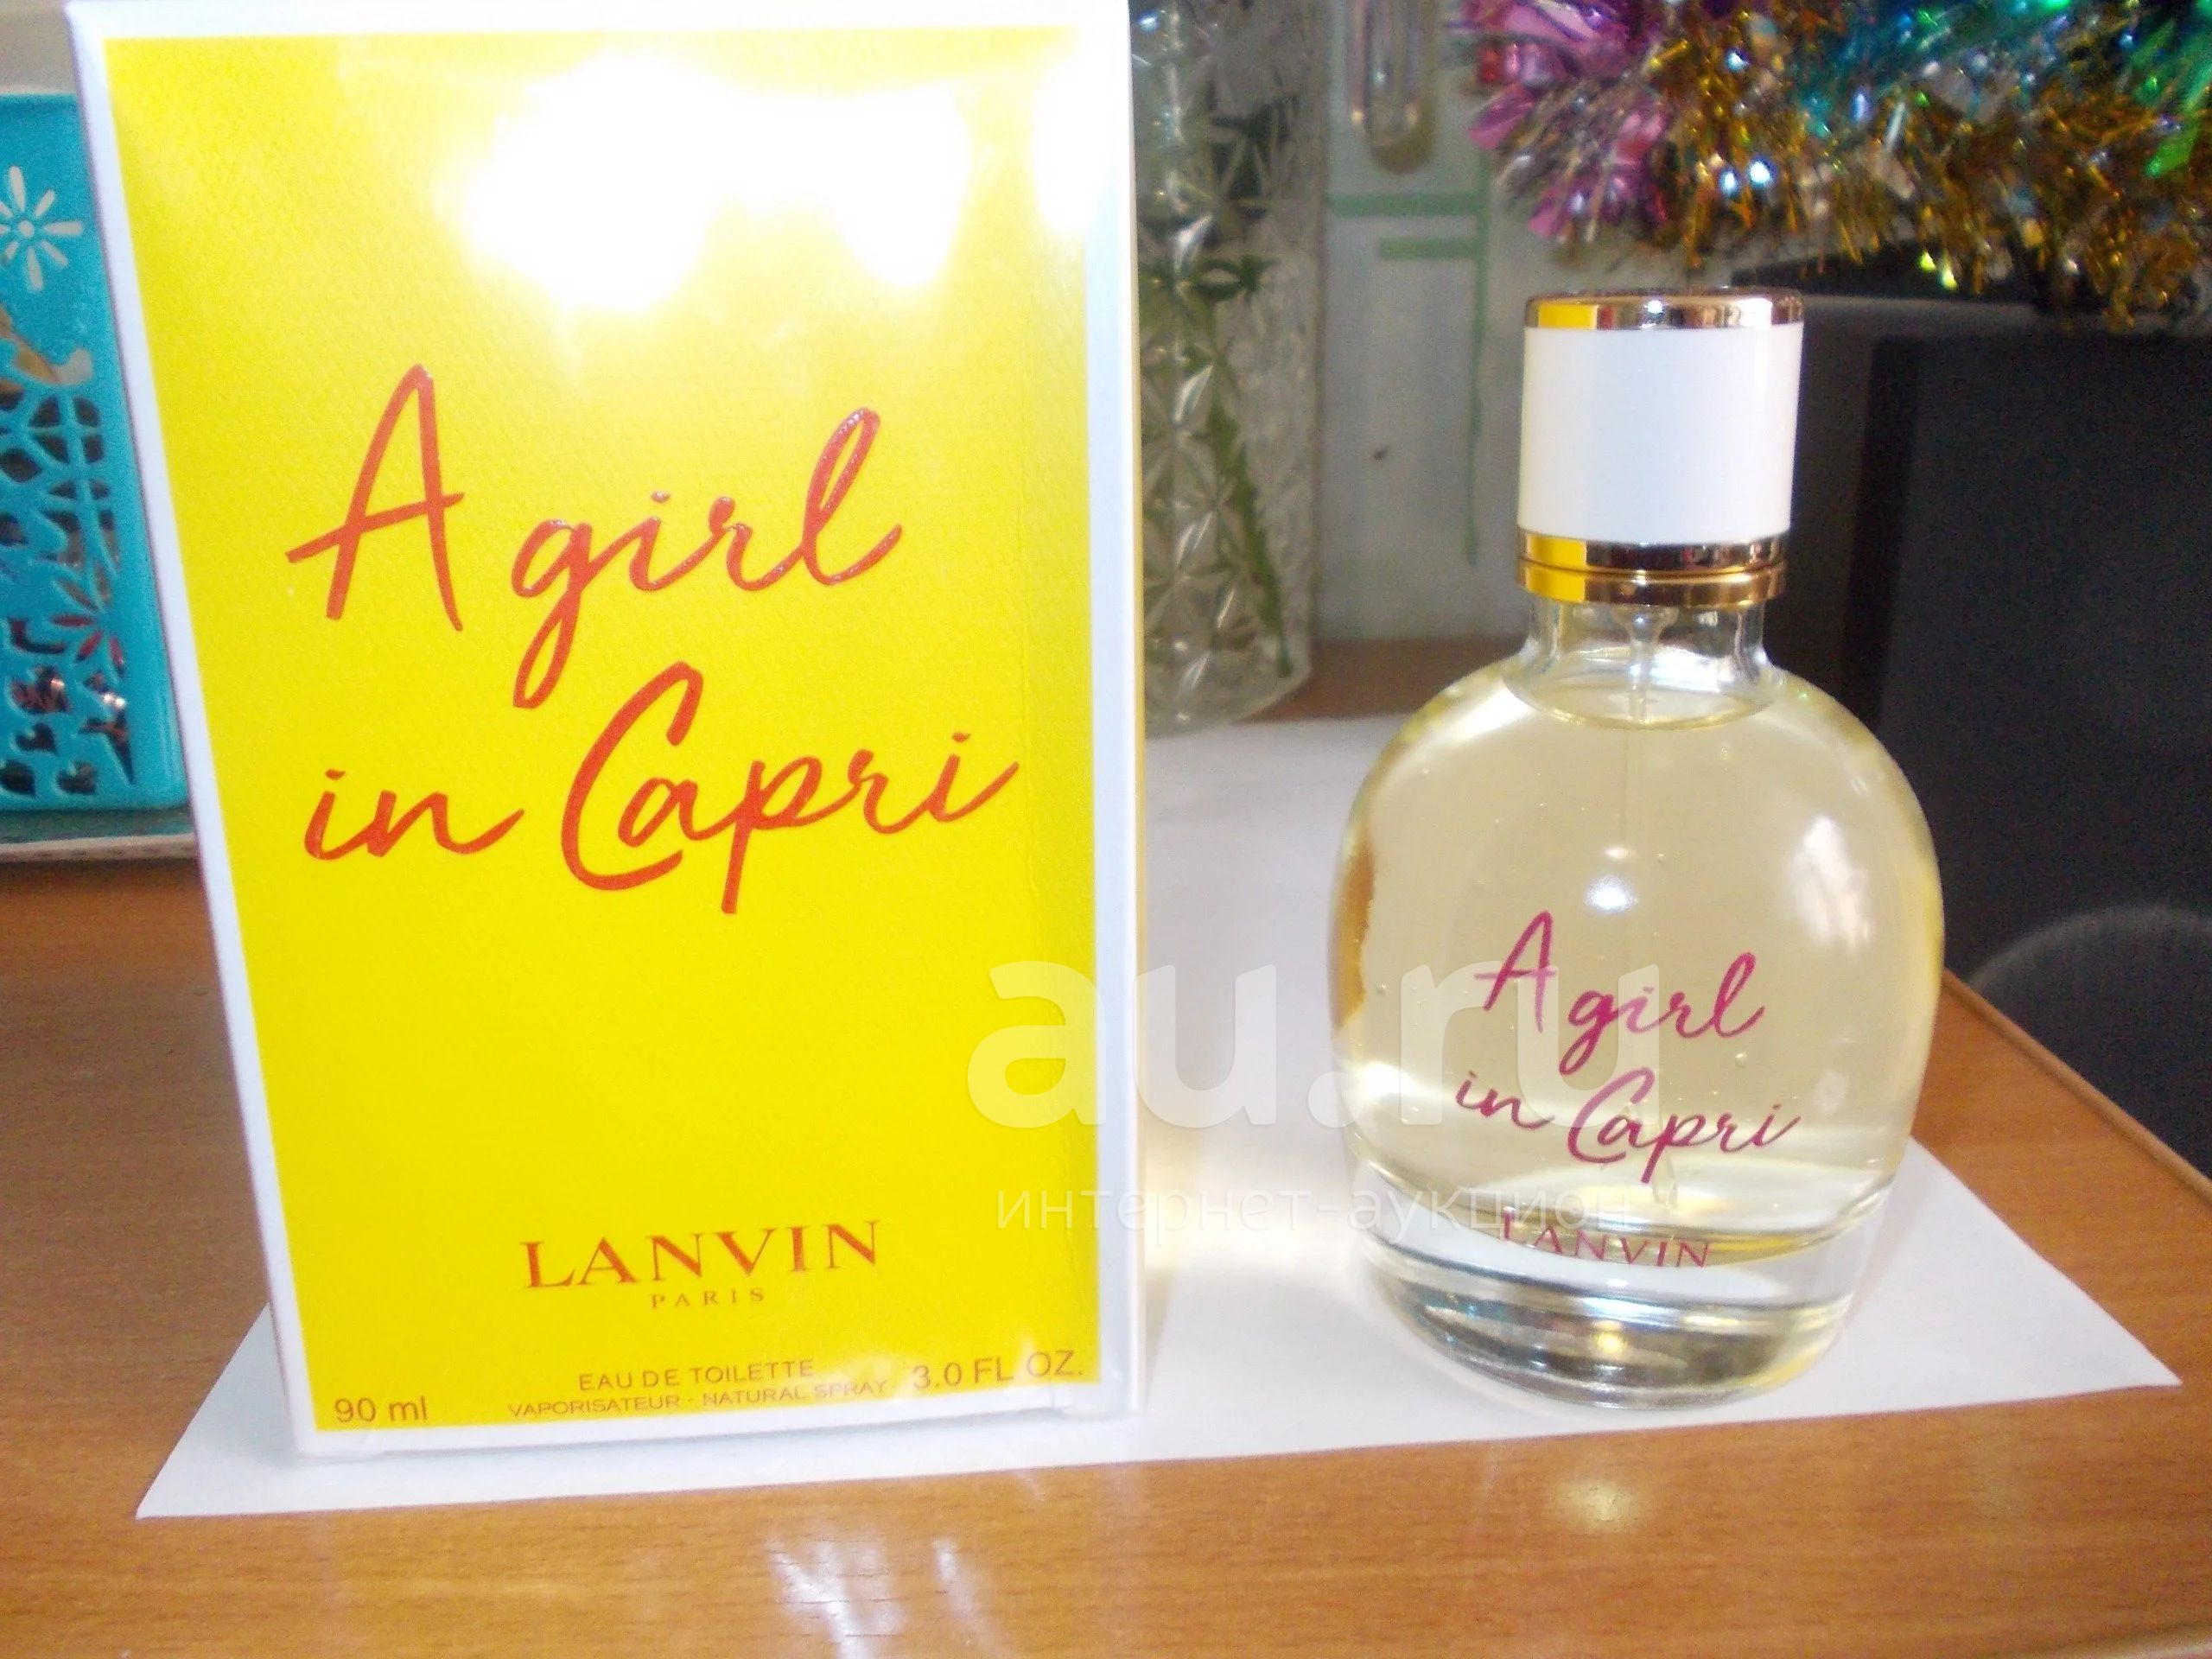 A girl
in Capri
LANVIN
PARIS
EAU DE TOILETTE
VAPORISATEUR - NATURAL SPRAY
90 ml
3.0 FL OZ.
A girl
in Capri
LANVIN
au.ru
интернет-аукцион